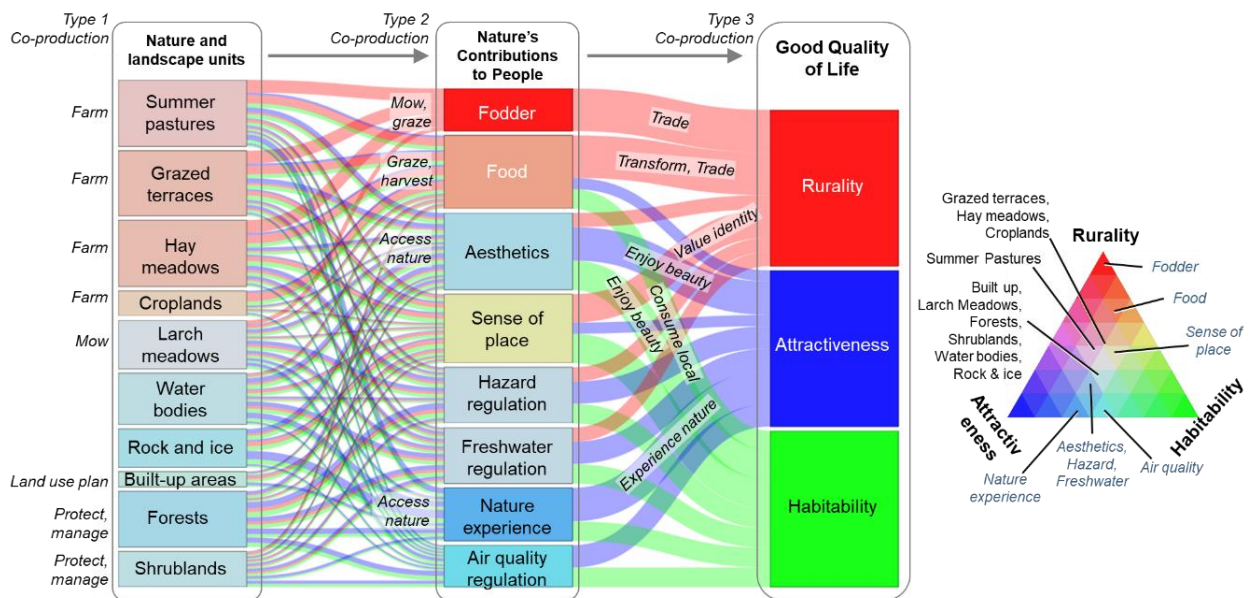 Type 1
Co-production
Type 2
Co-production
Type 3
Co-production
Nature and
landscape units
Nature's
Contributions
to People
Good Quality
of Life
Farm
Farm
Farm
Farm
Mow
Land use plan
Protect,
manage
Protect,
manage
Summer
pastures
Grazed
terraces
Hay
meadows
Croplands
Larch
meadows
Water
bodies
Rock and ice
Built-up areas
Forests
Shrublands
Mow,
graze
Graze,
harvest
Access
nature
Access
nature
Fodder
Food
Aesthetics
Sense of
place
Hazard
regulation
Freshwater
regulation
Nature
experience
Air quality
regulation
Trade
Transform, Trade
Value identity
Enjoy beauty
Enjoy beauty
Consume local
Experience nature
Rurality
Attractiveness
Habitability
Grazed terraces,
Hay meadows,
Croplands
Summer Pastures
Built up,
Larch Meadows,
Forests,
Shrublands,
Water bodies,
Rock & ice
Rurality
Fodder
Food
Sense of
place
Attractiv
eness
Habitability
Nature
experience
Aesthetics,
Hazard,
Freshwater
Air quality